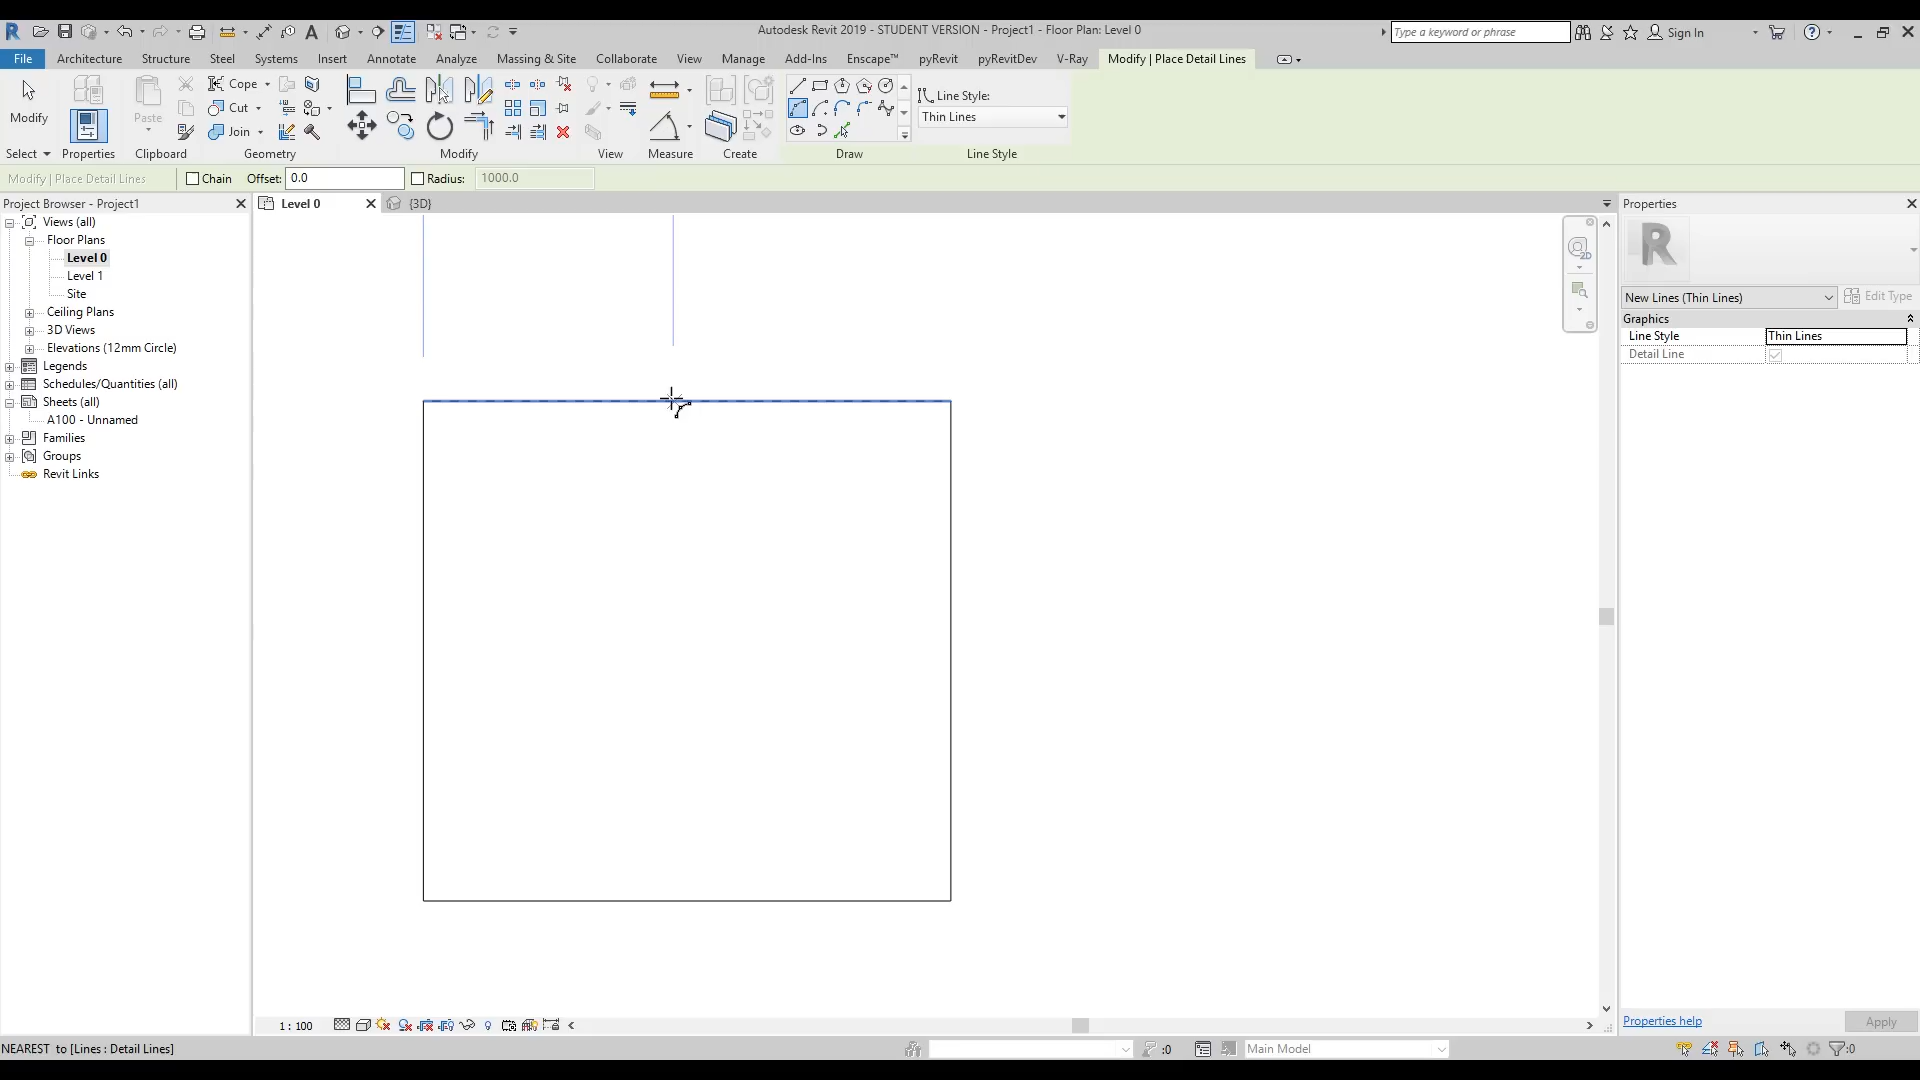 Autodesk Revit 2019 - STUDENT VERSION - Project1 - Floor Plan: Level 0
Type a keyword or phrase
Sign In
File
Architecture
Structure
Steel
Systems
Insert
Annotate
Analyze
Massing & Site
Collaborate
View
Manage
Add-Ins
Enscape™
pyRevit
pyRevitDev
V-Ray
Modify | Place Detail Lines
Modify
Paste
Cope
Cut
Join
Line Style:
Thin Lines
Select
Properties
Clipboard
Geometry
Modify
View
Measure
Create
Draw
Line Style
Modify | Place Detail Lines
Chain
Offset:
0.0
Radius:
1000.0
Project Browser - Project1
Level 0
{3D}
Properties
Views (all)
Floor Plans
Level 0
Level 1
Site
Ceiling Plans
3D Views
Elevations (12mm Circle)
Legends
Schedules/Quantities (all)
Sheets (all)
A100 - Unnamed
Families
Groups
Revit Links
2D
R
New Lines (Thin Lines)
Edit Type
Graphics
Line Style
Thin Lines
Detail Line
Properties help
Apply
1 : 100
NEAREST to [Lines : Detail Lines]
:0
Main Model
:0